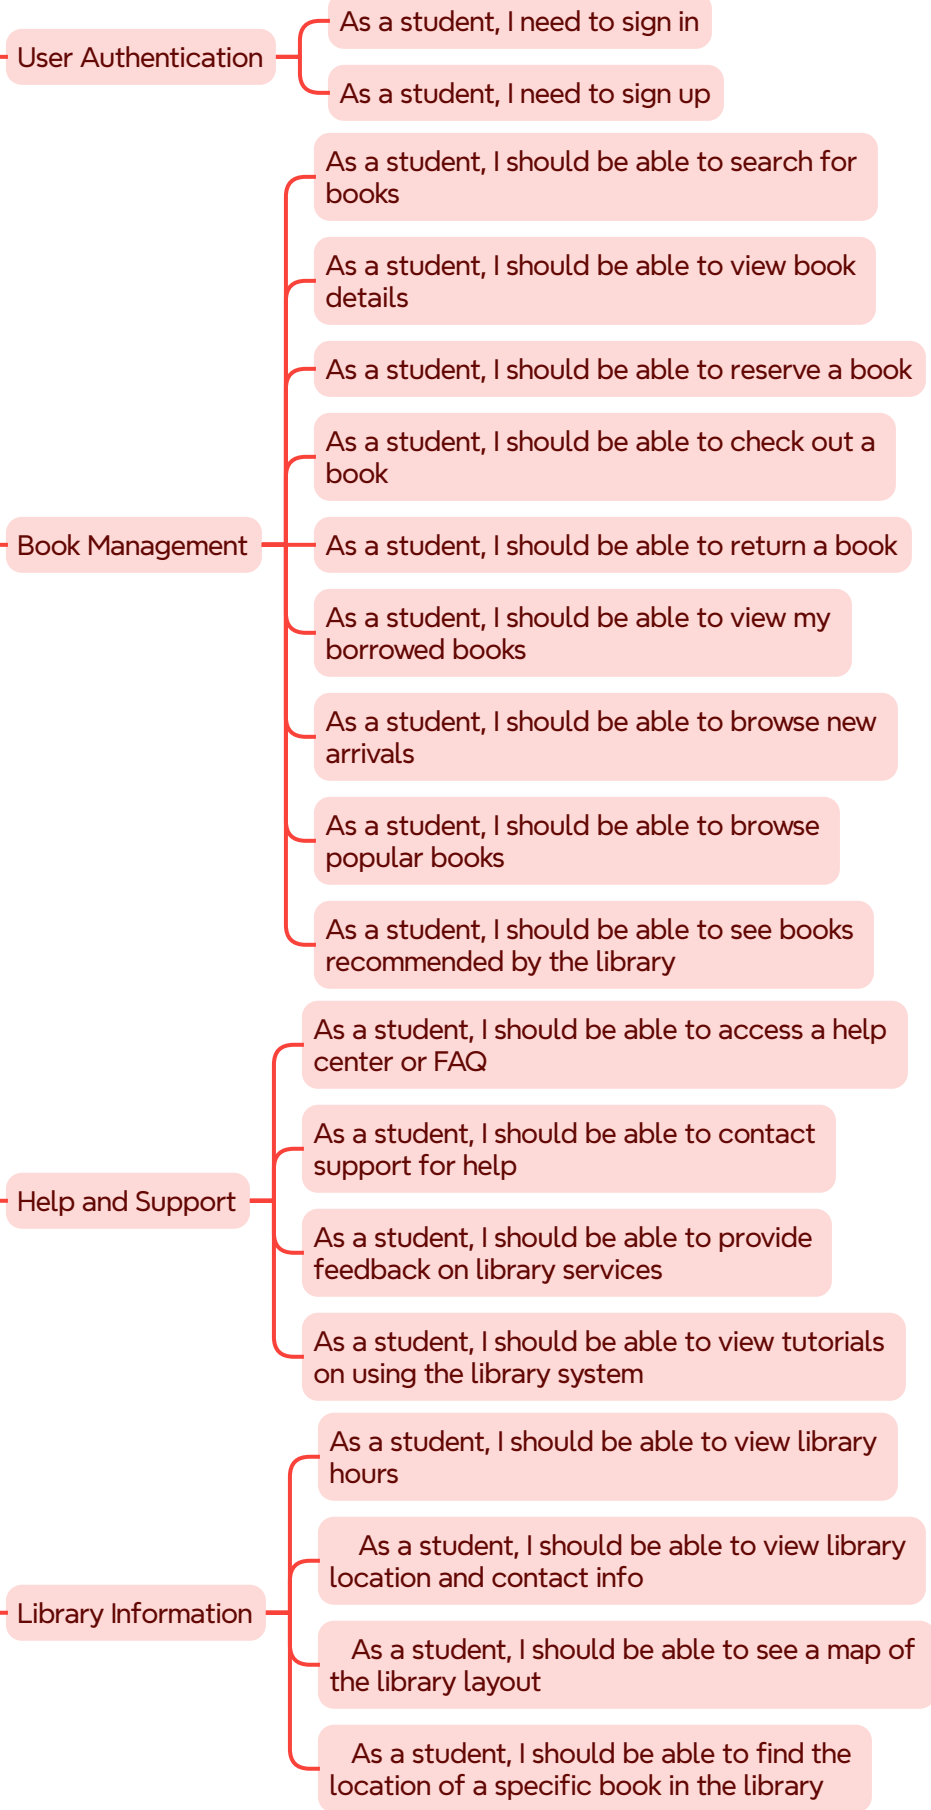 User Authentication
As a student, I need to sign in
As a student, I need to sign up
Book Management
As a student, I should be able to search for
books
As a student, I should be able to view book
details
As a student, I should be able to reserve a book
As a student, I should be able to check out a
book
As a student, I should be able to return a book
As a student, I should be able to view my
borrowed books
As a student, I should be able to browse new
arrivals
As a student, I should be able to browse
popular books
As a student, I should be able to see books
recommended by the library
Help and Support
As a student, I should be able to access a help
center or FAQ
As a student, I should be able to contact
support for help
As a student, I should be able to provide
feedback on library services
As a student, I should be able to view tutorials
on using the library system
Library Information
As a student, I should be able to view library
hours
As a student, I should be able to view library
location and contact info
As a student, I should be able to see a map of
the library layout
As a student, I should be able to find the
location of a specific book in the library